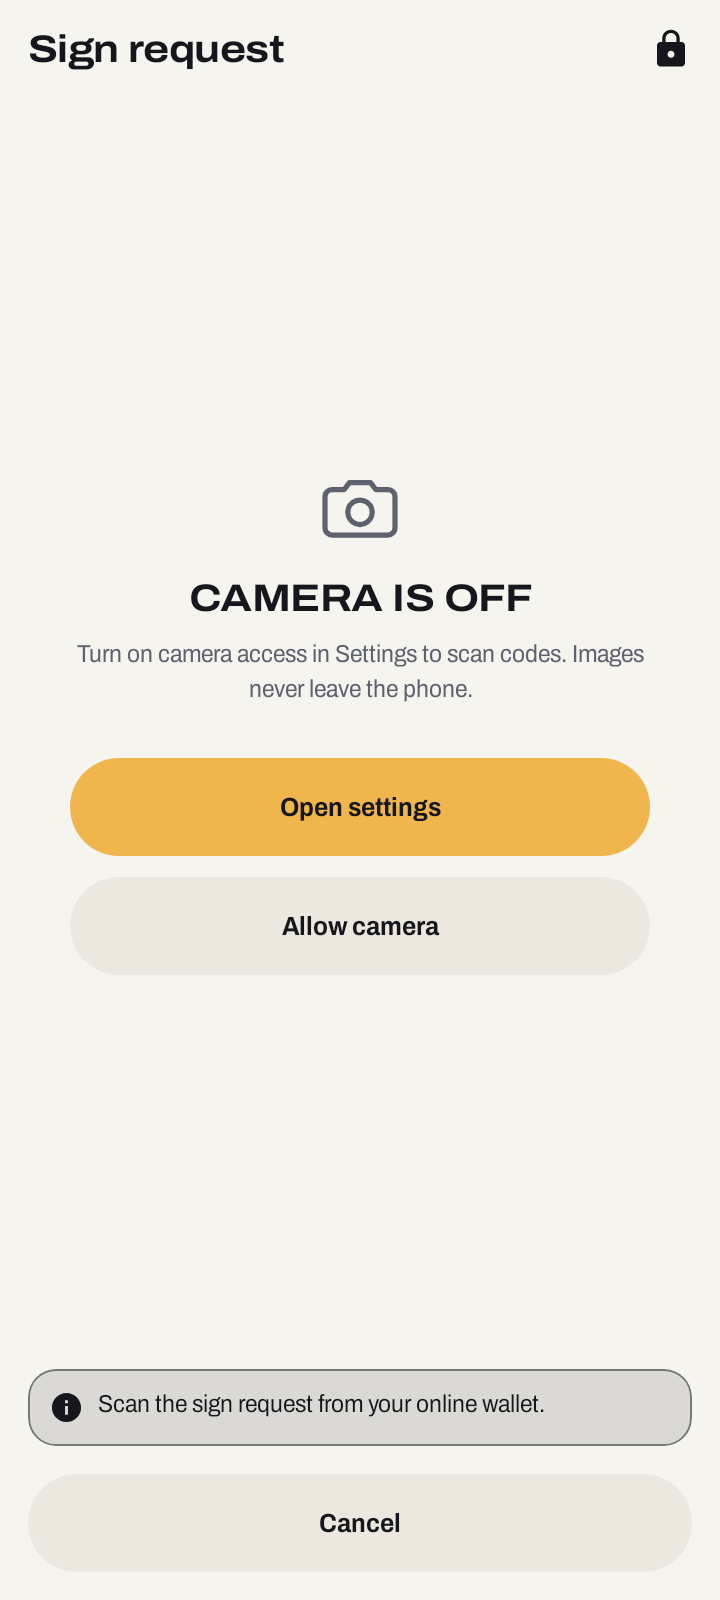 Sign request
CAMERA IS OFF
Turn on camera access in Settings to scan codes. Images
never leave the phone.
Open settings
Allow camera
Scan the sign request from your online wallet.
Cancel